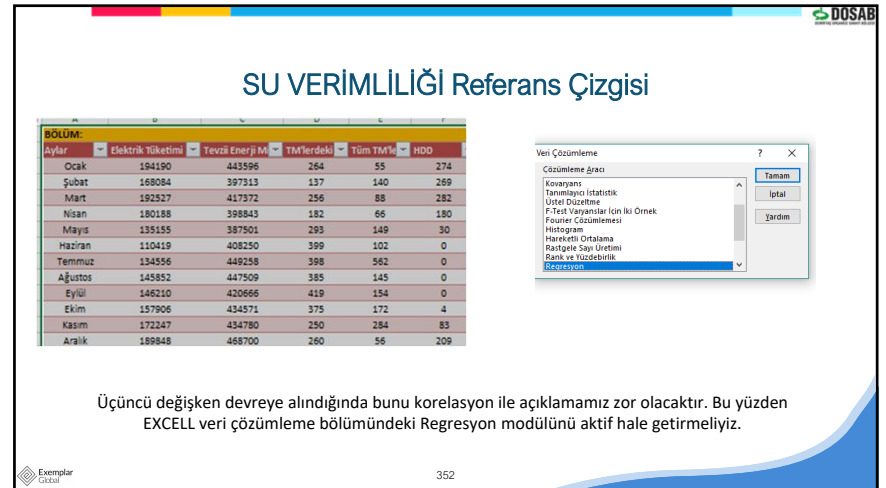 DOSAB
SU VERİMLİLİĞİ Referans Çizgisi
A B C D E F
BÖLÜM:
Aylar Elektrik Tüketimi Tevzii Enerji M TM'lerdeki Tüm TM'le HDD
Ocak 194190 443596 264 55 274
Şubat 168084 397313 137 140 269
Mart 192527 417372 256 88 282
Nisan 180188 398843 182 66 180
Mayıs 135155 387501 293 149 30
Haziran 110419 408250 399 102 0
Temmuz 134556 449258 398 562 0
Ağustos 145852 447509 385 145 0
Eylül 146210 420666 419 154 0
Ekim 157906 434571 375 172 4
Kasım 172247 434780 250 284 83
Aralık 189848 468700 260 56 209
Veri Çözümleme ? ×
Çözümleme Aracı
Kovaryans
Tanımlayıcı İstatistik
Üstel Düzeltme
F-Test Varyanslar İçin İki Örnek
Fourier Çözümlemesi
Histogram
Hareketli Ortalama
Rastgele Sayı Üretimi
Rank ve Yüzdebirlik
Regresyon
Tamam
İptal
Yardım
Üçüncü değişken devreye alındığında bunu korelasyon ile açıklamamız zor olacaktır. Bu yüzden
EXCELL veri çözümleme bölümündeki Regresyon modülünü aktif hale getirmeliyiz.
Exemplar
Global
352